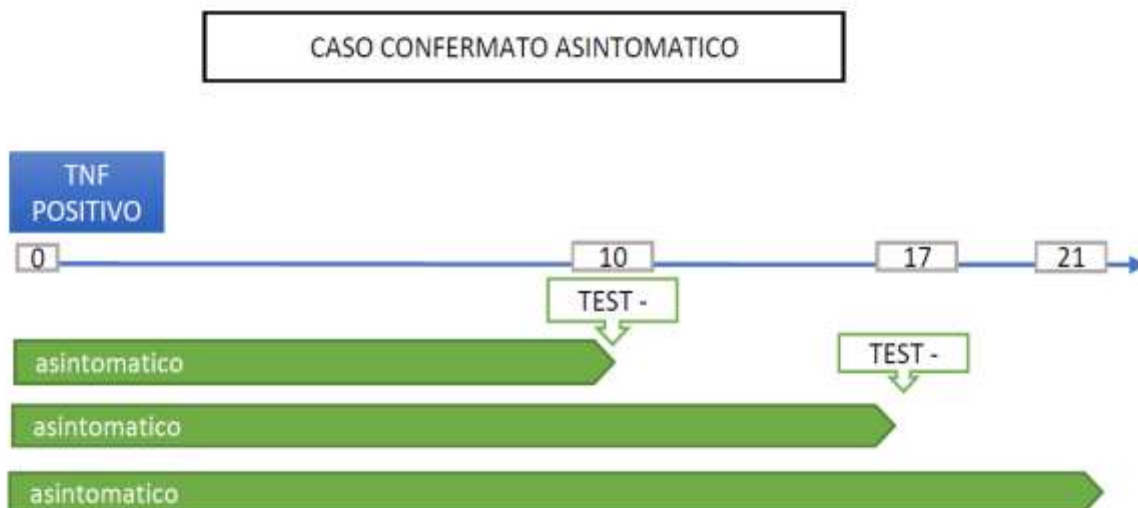 CASO CONFERMATO ASINTOMATICO
TNF
POSITIVO
0
10
17
21
TEST -
TEST -
asintomatico
asintomatico
asintomatico